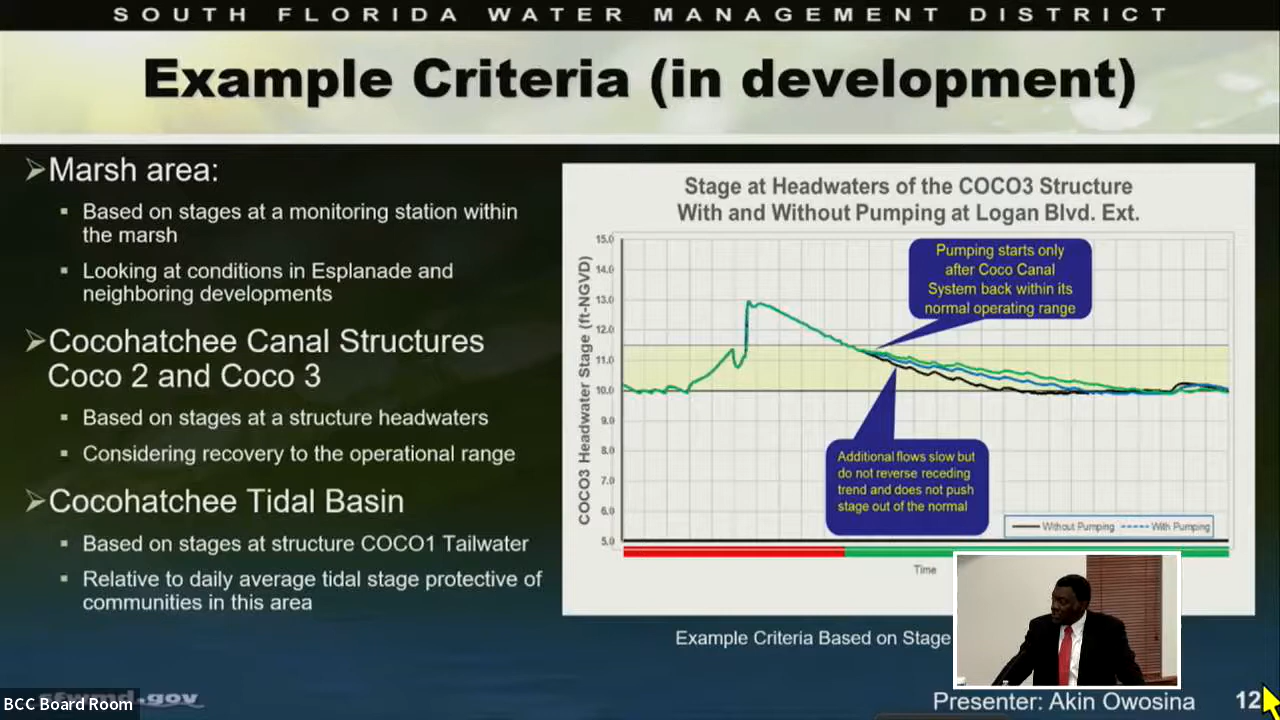 SOUTH FLORIDA WATER MANAGEMENT DISTRICT
Example Criteria (in development)
Marsh area:
Based on stages at a monitoring station within
the marsh
Looking at conditions in Esplanade and
neighboring developments
Cocohatchee Canal Structures
Coco 2 and Coco 3
Based on stages at a structure headwaters
Considering recovery to the operational range
Cocohatchee Tidal Basin
Based on stages at structure COCO1 Tailwater
Relative to daily average tidal stage protective of
communities in this area
Stage at Headwaters of the COCO3 Structure
With and Without Pumping at Logan Blvd. Ext.
COCO3 Headwater Stage (ft-NGVD)
15.0
14.0
13.0
12.0
11.0
10.0
9.0
8.0
7.0
6.0
5.0
Pumping starts only
after Coco Canal
System back within its
normal operating range
Additional flows slow but
do not reverse receding
trend and does not push
stage out of the normal
Without Pumping
With Pumping
Time
Example Criteria Based on Stage
sfwmd.gov
BCC Board Room
Presenter: Akin Owosina
12